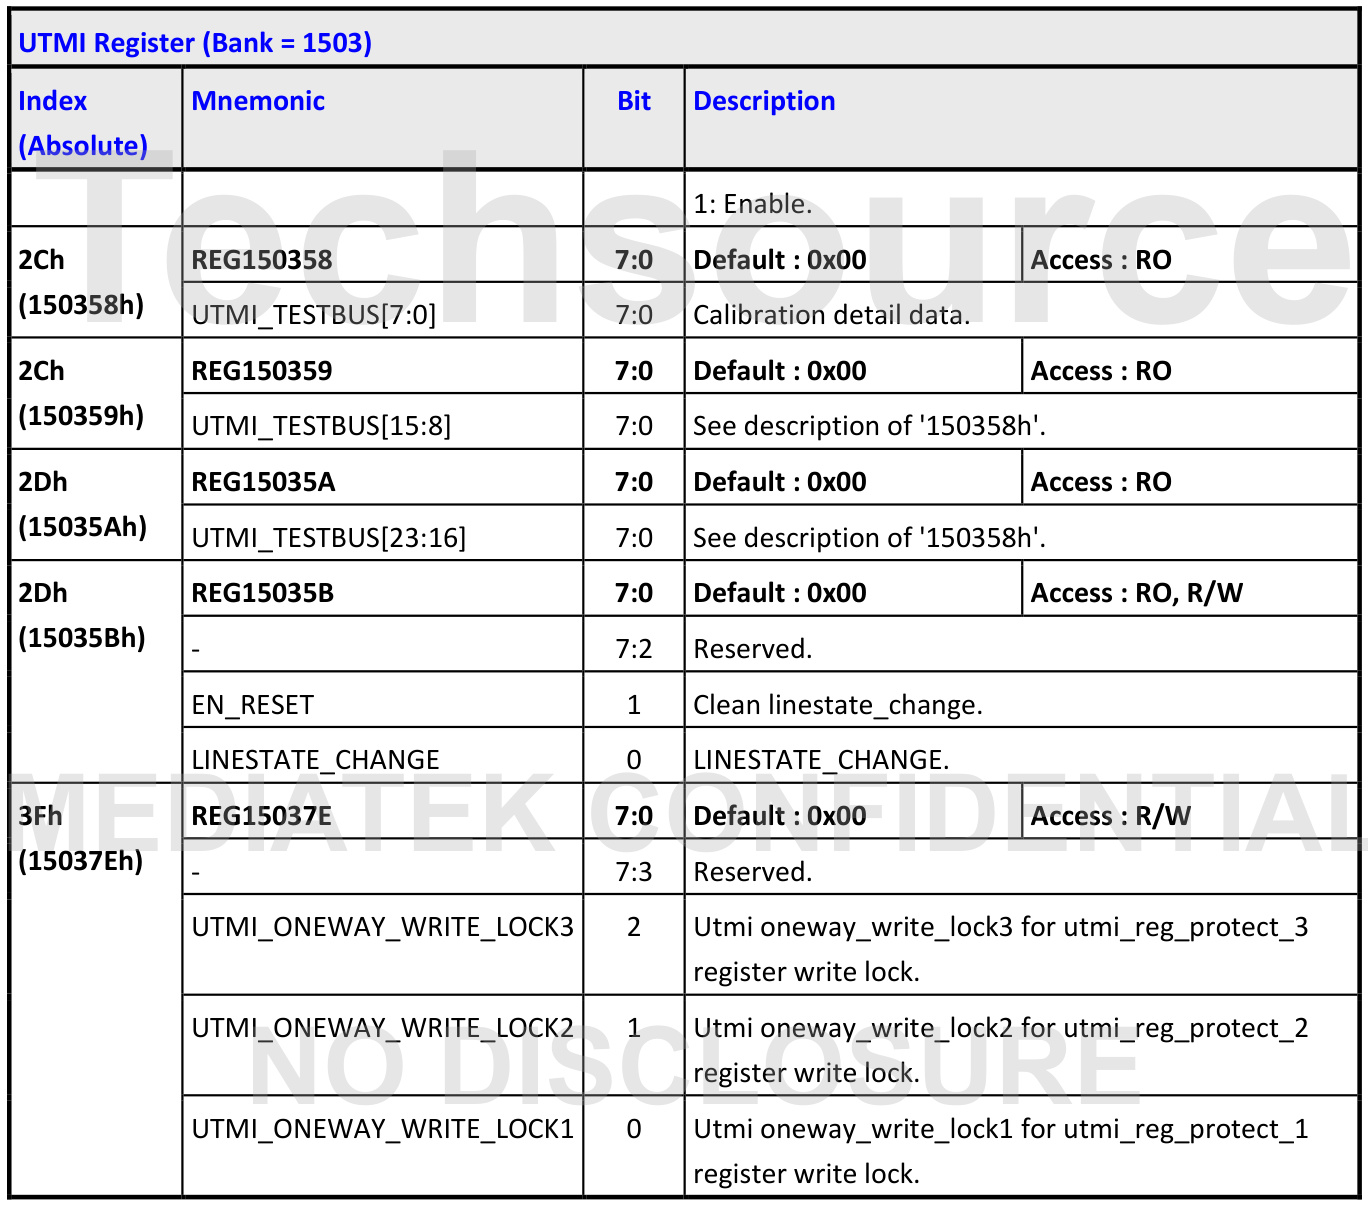 UTMI Register (Bank = 1503)
Index
(Absolute)
Mnemonic
Bit
Description
1: Enable.
2Ch
(150358h)
REG150358
7:0
Default : 0x00
Access : RO
UTMI_TESTBUS[7:0]
7:0
Calibration detail data.
2Ch
(150359h)
REG150359
7:0
Default : 0x00
Access : RO
UTMI_TESTBUS[15:8]
7:0
See description of '150358h'.
2Dh
(15035Ah)
REG15035A
7:0
Default : 0x00
Access : RO
UTMI_TESTBUS[23:16]
7:0
See description of '150358h'.
2Dh
(15035Bh)
REG15035B
7:0
Default : 0x00
Access : RO, R/W
-
7:2
Reserved.
EN_RESET
1
Clean linestate_change.
LINESTATE_CHANGE
0
LINESTATE_CHANGE.
3Fh
(15037Eh)
REG15037E
7:0
Default : 0x00
Access : R/W
-
7:3
Reserved.
UTMI_ONEWAY_WRITE_LOCK3
2
Utmi oneway_write_lock3 for utmi_reg_protect_3
register write lock.
UTMI_ONEWAY_WRITE_LOCK2
1
Utmi oneway_write_lock2 for utmi_reg_protect_2
register write lock.
UTMI_ONEWAY_WRITE_LOCK1
0
Utmi oneway_write_lock1 for utmi_reg_protect_1
register write lock.
Techsource
MEDIATEK CONFIDENTIAL
NO DISCLOSURE